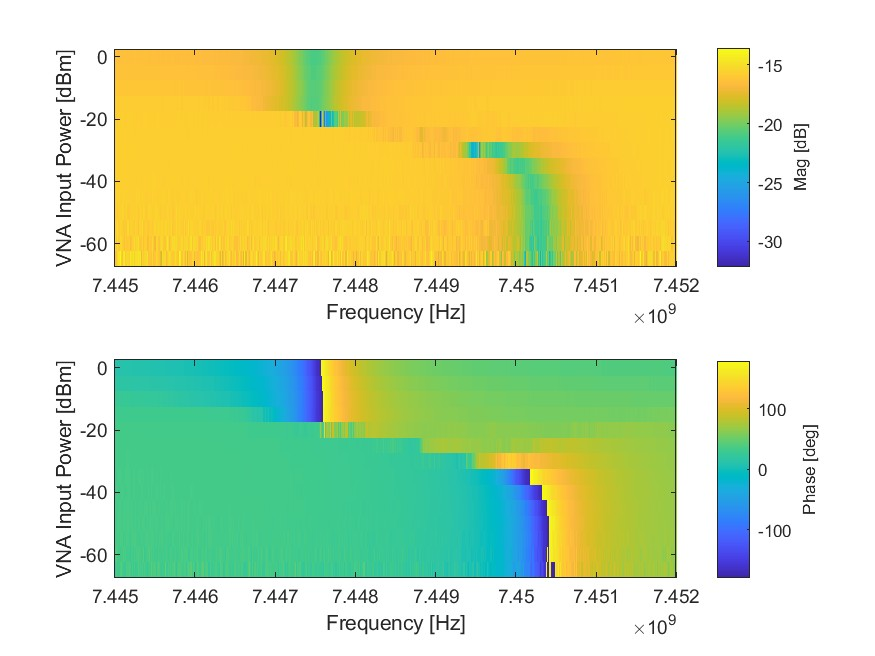 0
-20
-40
-60
VNA Input Power [dBm]
7.445 7.446 7.447 7.448 7.449 7.45 7.451 7.452
Frequency [Hz]
×10⁹
-15
-20
-25
-30
Mag [dB]
0
-20
-40
-60
VNA Input Power [dBm]
7.445 7.446 7.447 7.448 7.449 7.45 7.451 7.452
Frequency [Hz]
×10⁹
100
0
-100
Phase [deg]